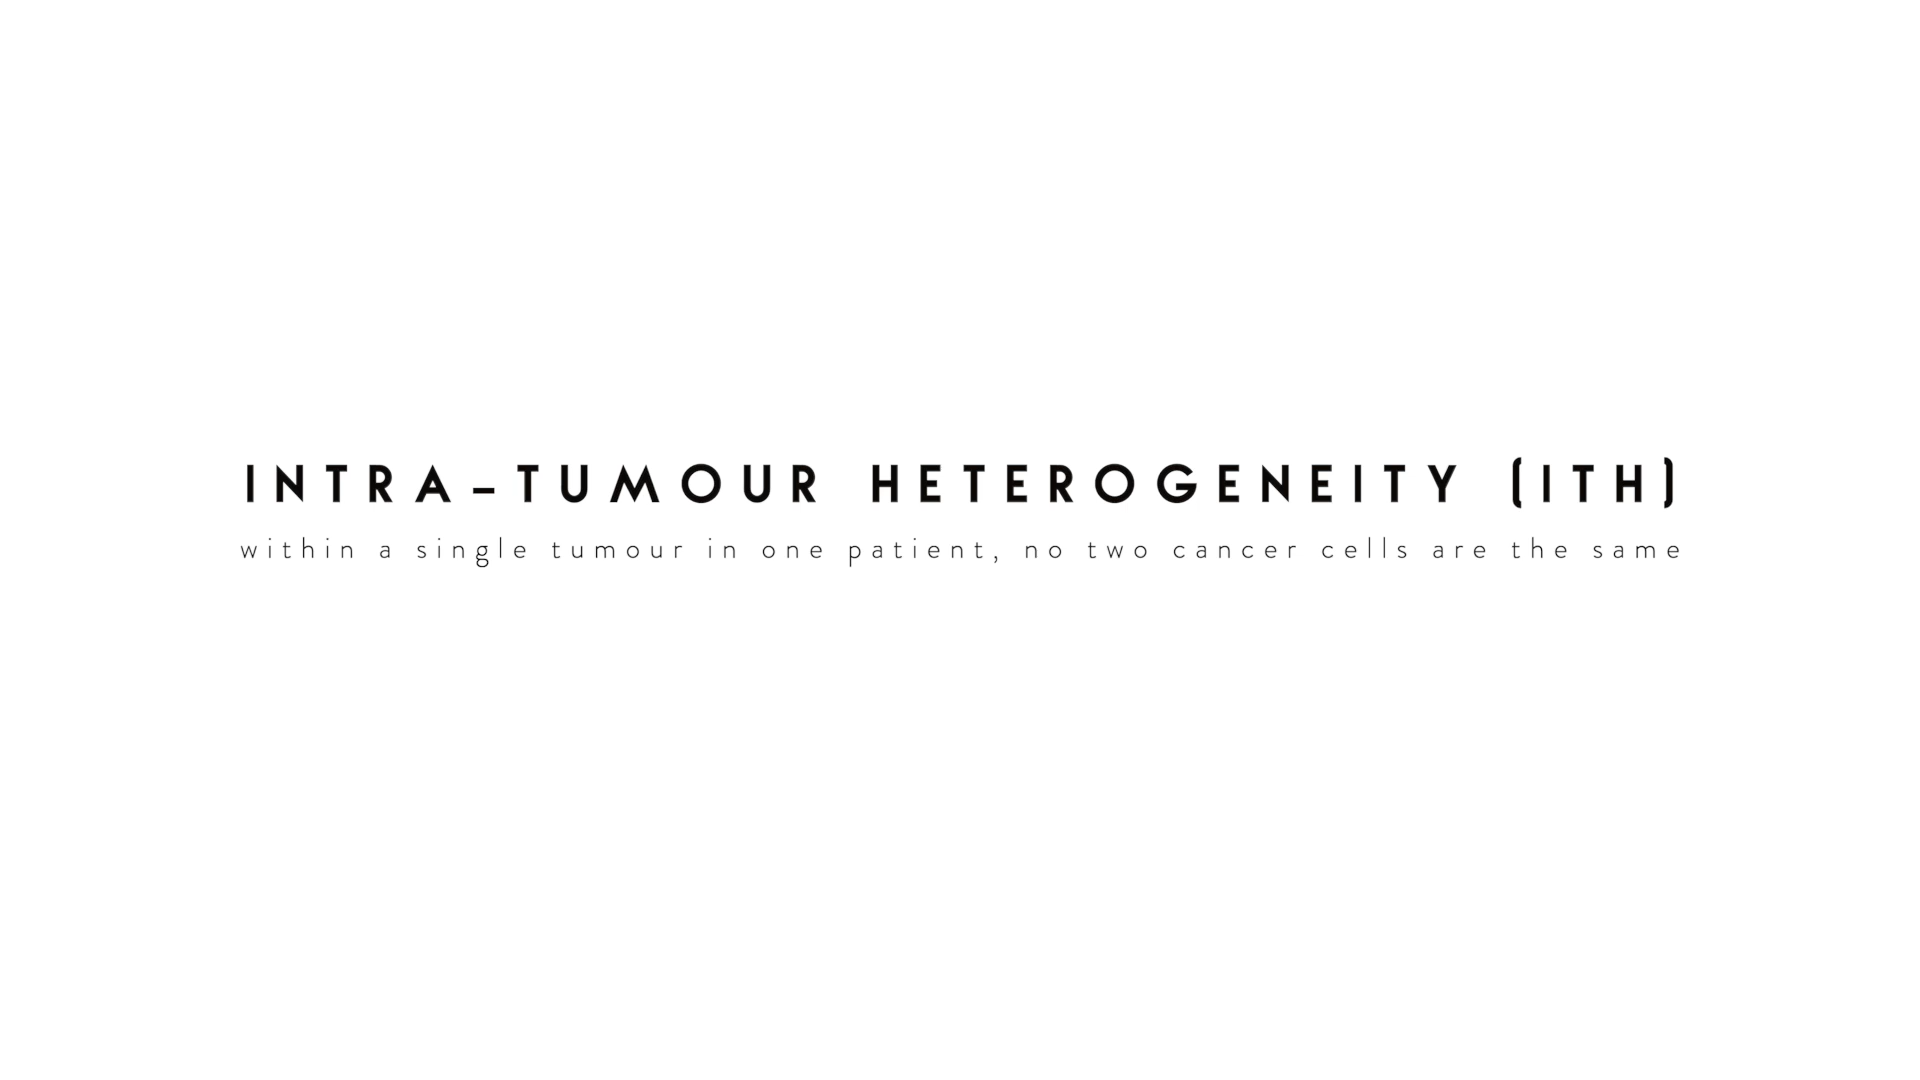 INTRA-TUMOUR HETEROGENEITY (ITH)
within a single tumour in one patient, no two cancer cells are the same